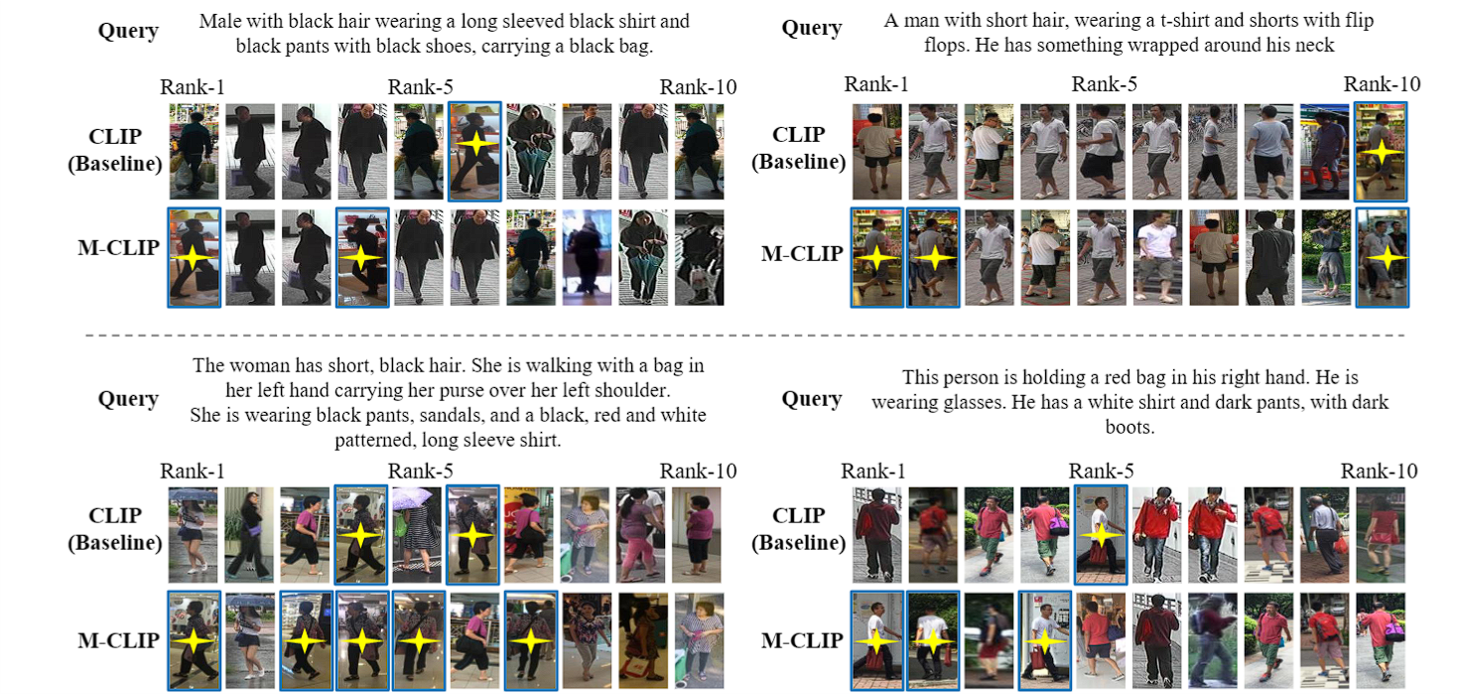 Query
Male with black hair wearing a long sleeved black shirt and
black pants with black shoes, carrying a black bag.
Rank-1
Rank-5
Rank-10
CLIP
(Baseline)
M-CLIP
Query
A man with short hair, wearing a t-shirt and shorts with flip
flops. He has something wrapped around his neck
Rank-1
Rank-5
Rank-10
CLIP
(Baseline)
M-CLIP
Query
The woman has short, black hair. She is walking with a bag in
her left hand carrying her purse over her left shoulder.
She is wearing black pants, sandals, and a black, red and white
patterned, long sleeve shirt.
Rank-1
Rank-5
Rank-10
CLIP
(Baseline)
M-CLIP
Query
This person is holding a red bag in his right hand. He is
wearing glasses. He has a white shirt and dark pants, with dark
boots.
Rank-1
Rank-5
Rank-10
CLIP
(Baseline)
M-CLIP